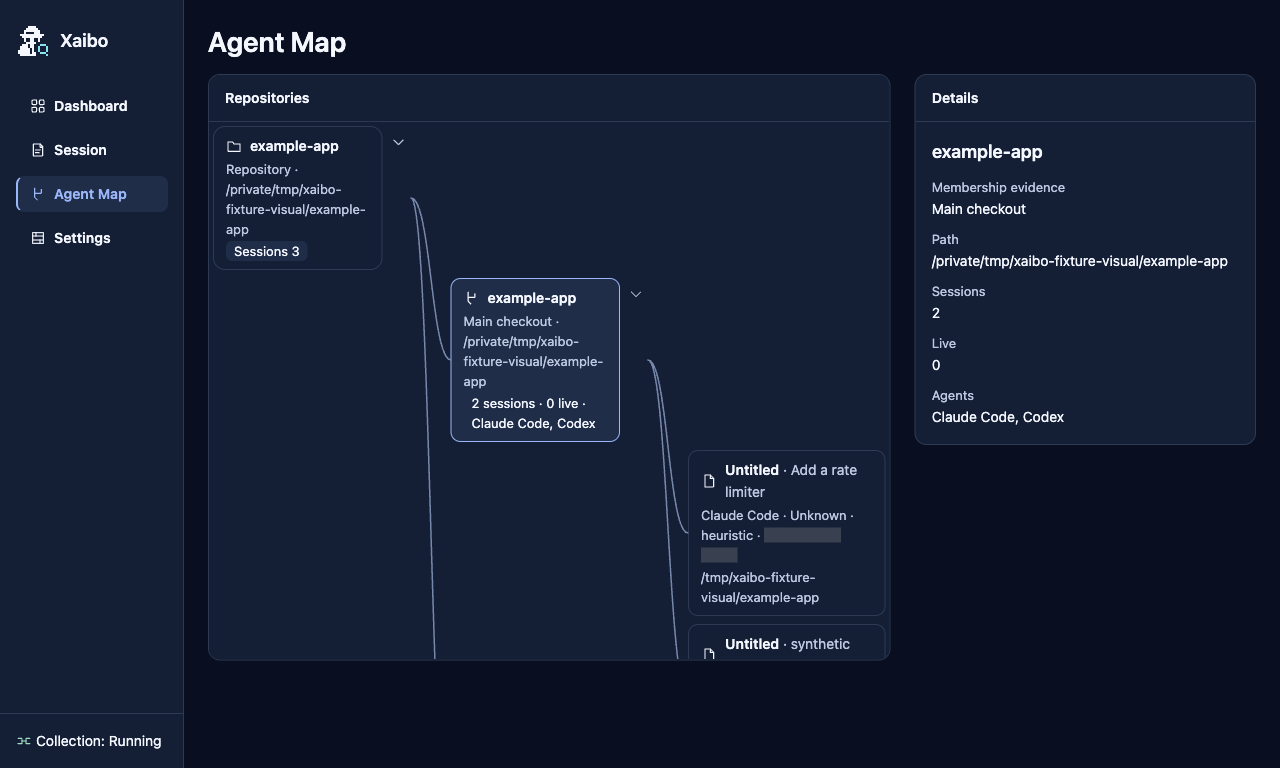 Xaibo
Dashboard
Session
Agent Map
Settings
Collection: Running
Agent Map
Repositories
example-app
Repository ·
/private/tmp/xaibo-
fixture-visual/example-
app
Sessions 3
example-app
Main checkout ·
/private/tmp/xaibo-
fixture-visual/example-
app
2 sessions · 0 live ·
Claude Code, Codex
Untitled · Add a rate
limiter
Claude Code · Unknown ·
heuristic ·
/tmp/xaibo-fixture-
visual/example-app
Untitled · synthetic
Details
example-app
Membership evidence
Main checkout
Path
/private/tmp/xaibo-fixture-visual/example-app
Sessions
2
Live
0
Agents
Claude Code, Codex